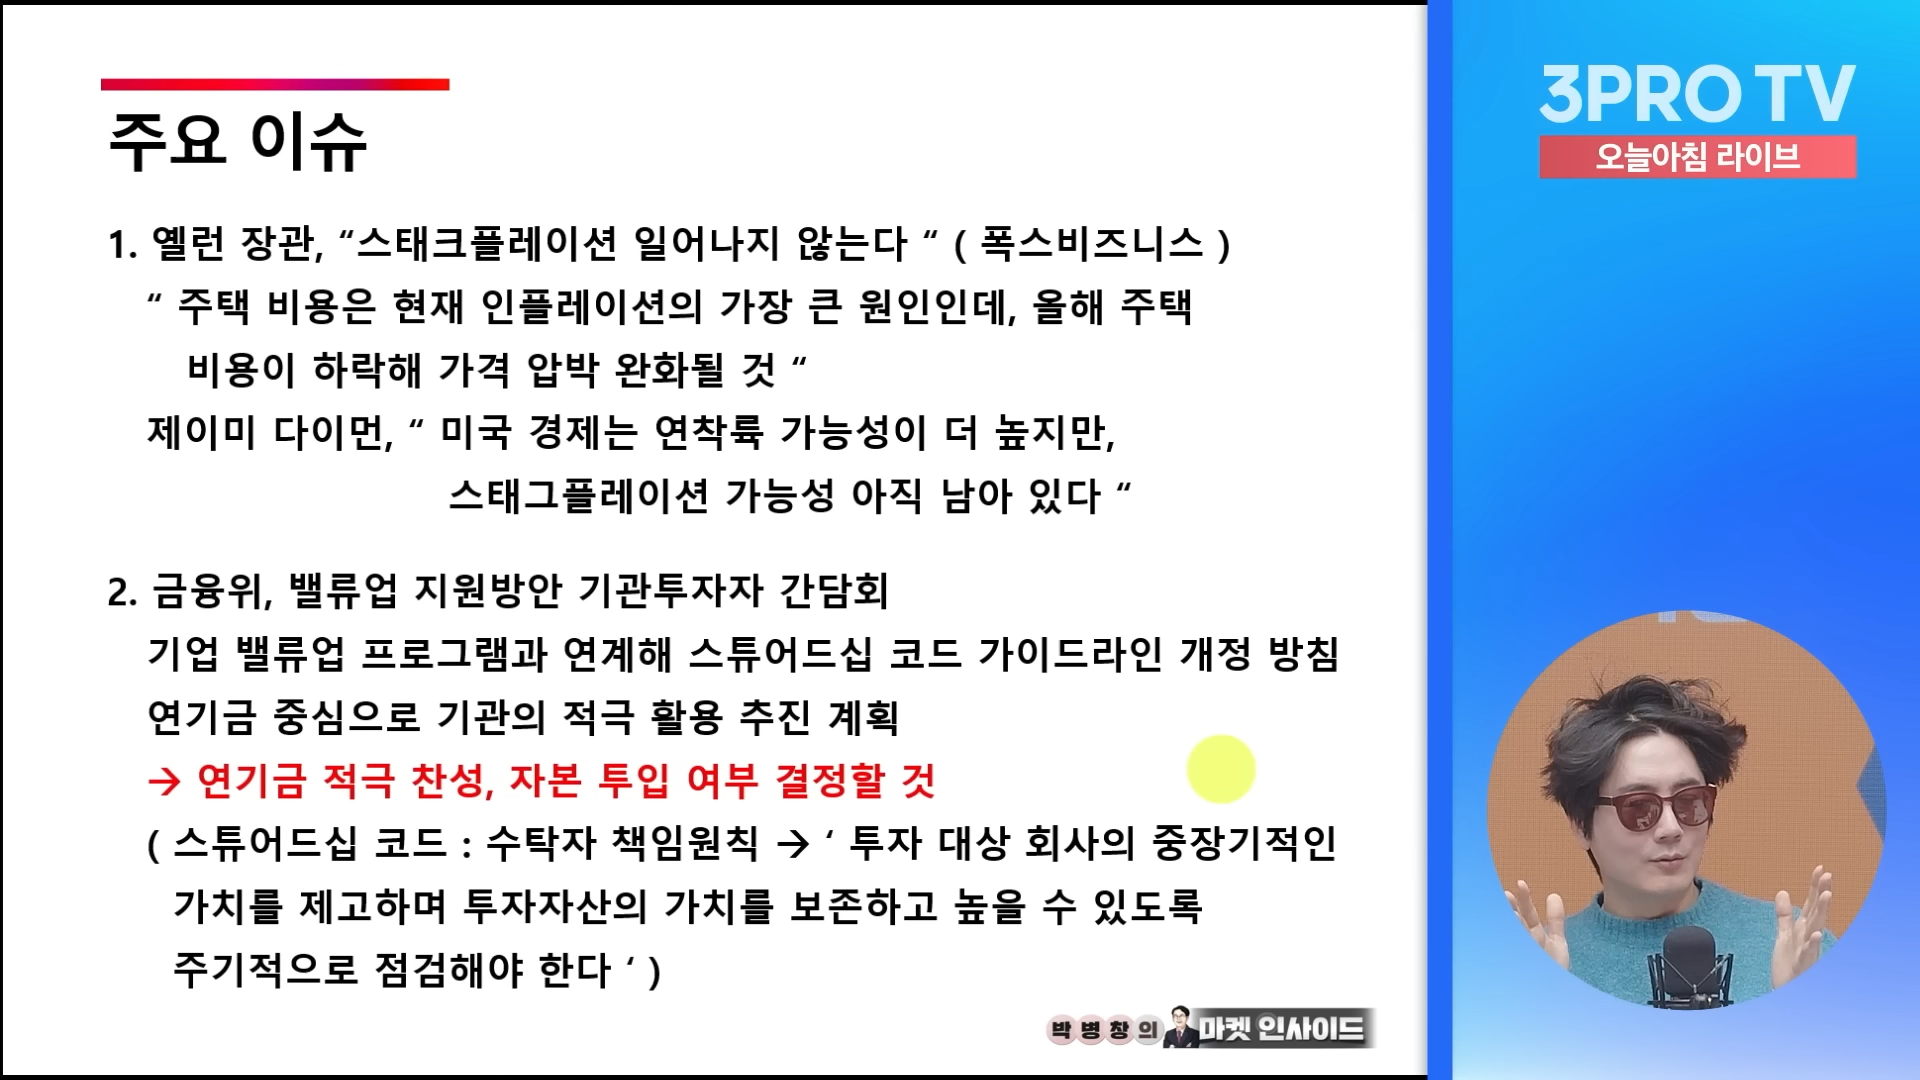 주요 이슈
1. 옐런 장관, “스태크플레이션 일어나지 않는다 “ ( 폭스비즈니스 )
“ 주택 비용은 현재 인플레이션의 가장 큰 원인인데, 올해 주택
비용이 하락해 가격 압박 완화될 것 “
제이미 다이먼, “ 미국 경제는 연착륙 가능성이 더 높지만,
스태그플레이션 가능성 아직 남아 있다 “
2. 금융위, 밸류업 지원방안 기관투자자 간담회
기업 밸류업 프로그램과 연계해 스튜어드십 코드 가이드라인 개정 방침
연기금 중심으로 기관의 적극 활용 추진 계획
→ 연기금 적극 찬성, 자본 투입 여부 결정할 것
( 스튜어드십 코드 : 수탁자 책임원칙 → ‘ 투자 대상 회사의 중장기적인
가치를 제고하며 투자자산의 가치를 보존하고 높을 수 있도록
주기적으로 점검해야 한다 ‘ )
박병창의 마켓 인사이드
3PRO TV
오늘아침 라이브